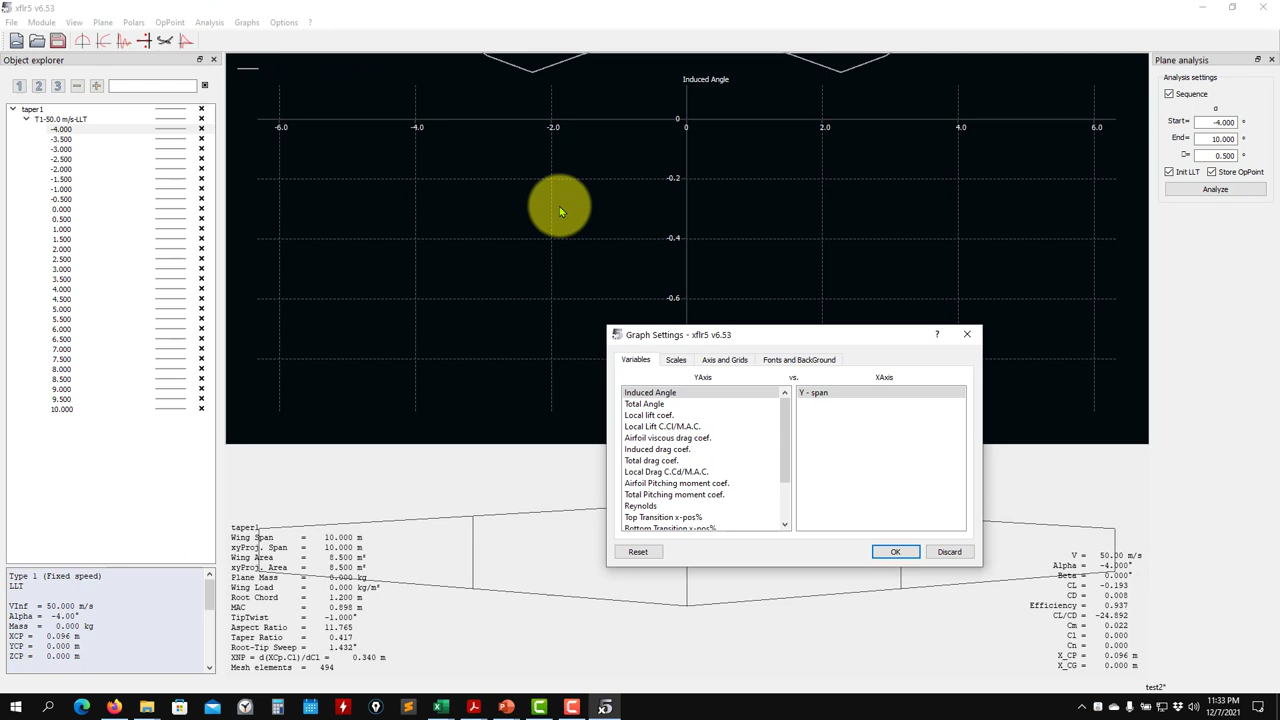 xflr5 v6.53
File Module View Plane Polars OpPoint Analysis Graphs Options ?
Object explorer
1 2 3
taper1
T1-50.0 m/s-LLT
-4.000
-3.500
-3.000
-2.500
-2.000
-1.500
-1.000
-0.500
0.000
0.500
1.000
1.500
2.000
2.500
3.000
3.500
4.000
4.500
5.000
5.500
6.000
6.500
7.000
7.500
8.000
8.500
9.000
9.500
10.000
Type 1 (Fixed speed)
LLT
VInf = 50.000 m/s
Alpha = -4.00°
Mass = 0.000 kg
XCP = 0.096 m
YCP = 0.000 m
ZCP = 0.000 m
Induced Angle
0
-6.0 -4.0 -2.0 0 2.0 4.0 6.0
-0.2
-0.4
-0.6
Graph Settings - xflr5 v6.53
?
Variables Scales Axis and Grids Fonts and BackGround
YAxis vs. XAxis
Induced Angle
Total Angle
Local lift coef.
Local Lift C.Cl/M.A.C.
Airfoil viscous drag coef.
Induced drag coef.
Total drag coef.
Local Drag C.Cd/M.A.C.
Airfoil Pitching moment coef.
Total Pitching moment coef.
Reynolds
Top Transition x-pos%
Bottom Transition x-pos%
Y - span
Reset OK Discard
taper1
Wing Span = 10.000 m
xyProj. Span = 10.000 m
Wing Area = 8.500 m²
xyProj. Area = 8.500 m²
Plane Mass = 0.000 kg
Wing Load = 0.000 kg/m²
Root Chord = 1.200 m
MAC = 0.898 m
TipTwist = -1.000°
Aspect Ratio = 11.765
Taper Ratio = 0.417
Root-Tip Sweep = 1.432°
XNP = d(XCp.Cl)/dCl = 0.340 m
Mesh elements = 494
V = 50.00 m/s
Alpha = -4.000°
Beta = 0.000°
CL = -0.193
CD = 0.008
Efficiency = 0.937
CL/CD = -24.892
Cm = 0.022
Cl = 0.000
Cn = 0.000
X_CP = 0.096 m
X_CG = 0.000 m
Plane analysis
Analysis settings
Sequence
α
Start= -4.000 °
End= 10.000 °
= 0.500 °
Init LLT Store OpPoint
Analyze
test2*
11:33 PM
12/7/2021